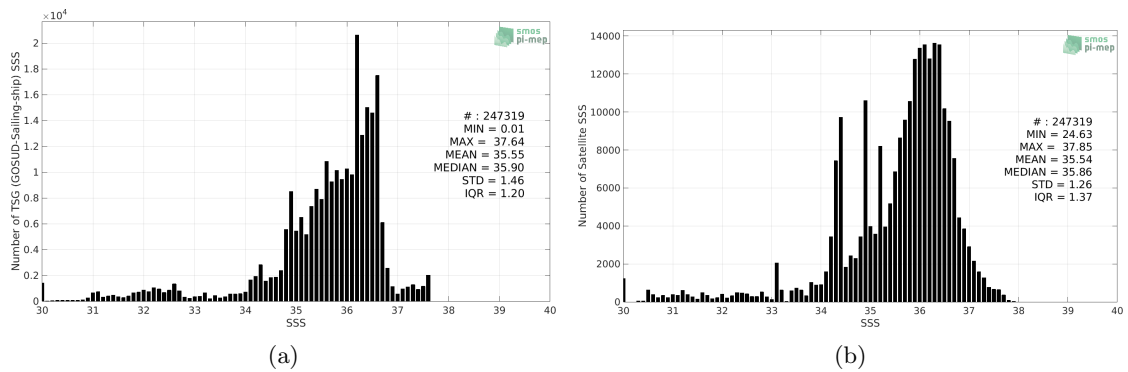 ×10⁴
smos
pi-mep
Number of TSG (GOSUD-Sailing-ship) SSS
2
1.8
1.6
1.4
1.2
1
0.8
0.6
0.4
0.2
0
# : 247319
MIN = 0.01
MAX = 37.64
MEAN = 35.55
MEDIAN = 35.90
STD = 1.46
IQR = 1.20
30 31 32 33 34 35 36 37 38 39 40
SSS
(a)
smos
pi-mep
Number of Satellite SSS
14000
12000
10000
8000
6000
4000
2000
0
# : 247319
MIN = 24.63
MAX = 37.85
MEAN = 35.54
MEDIAN = 35.86
STD = 1.26
IQR = 1.37
30 31 32 33 34 35 36 37 38 39 40
SSS
(b)